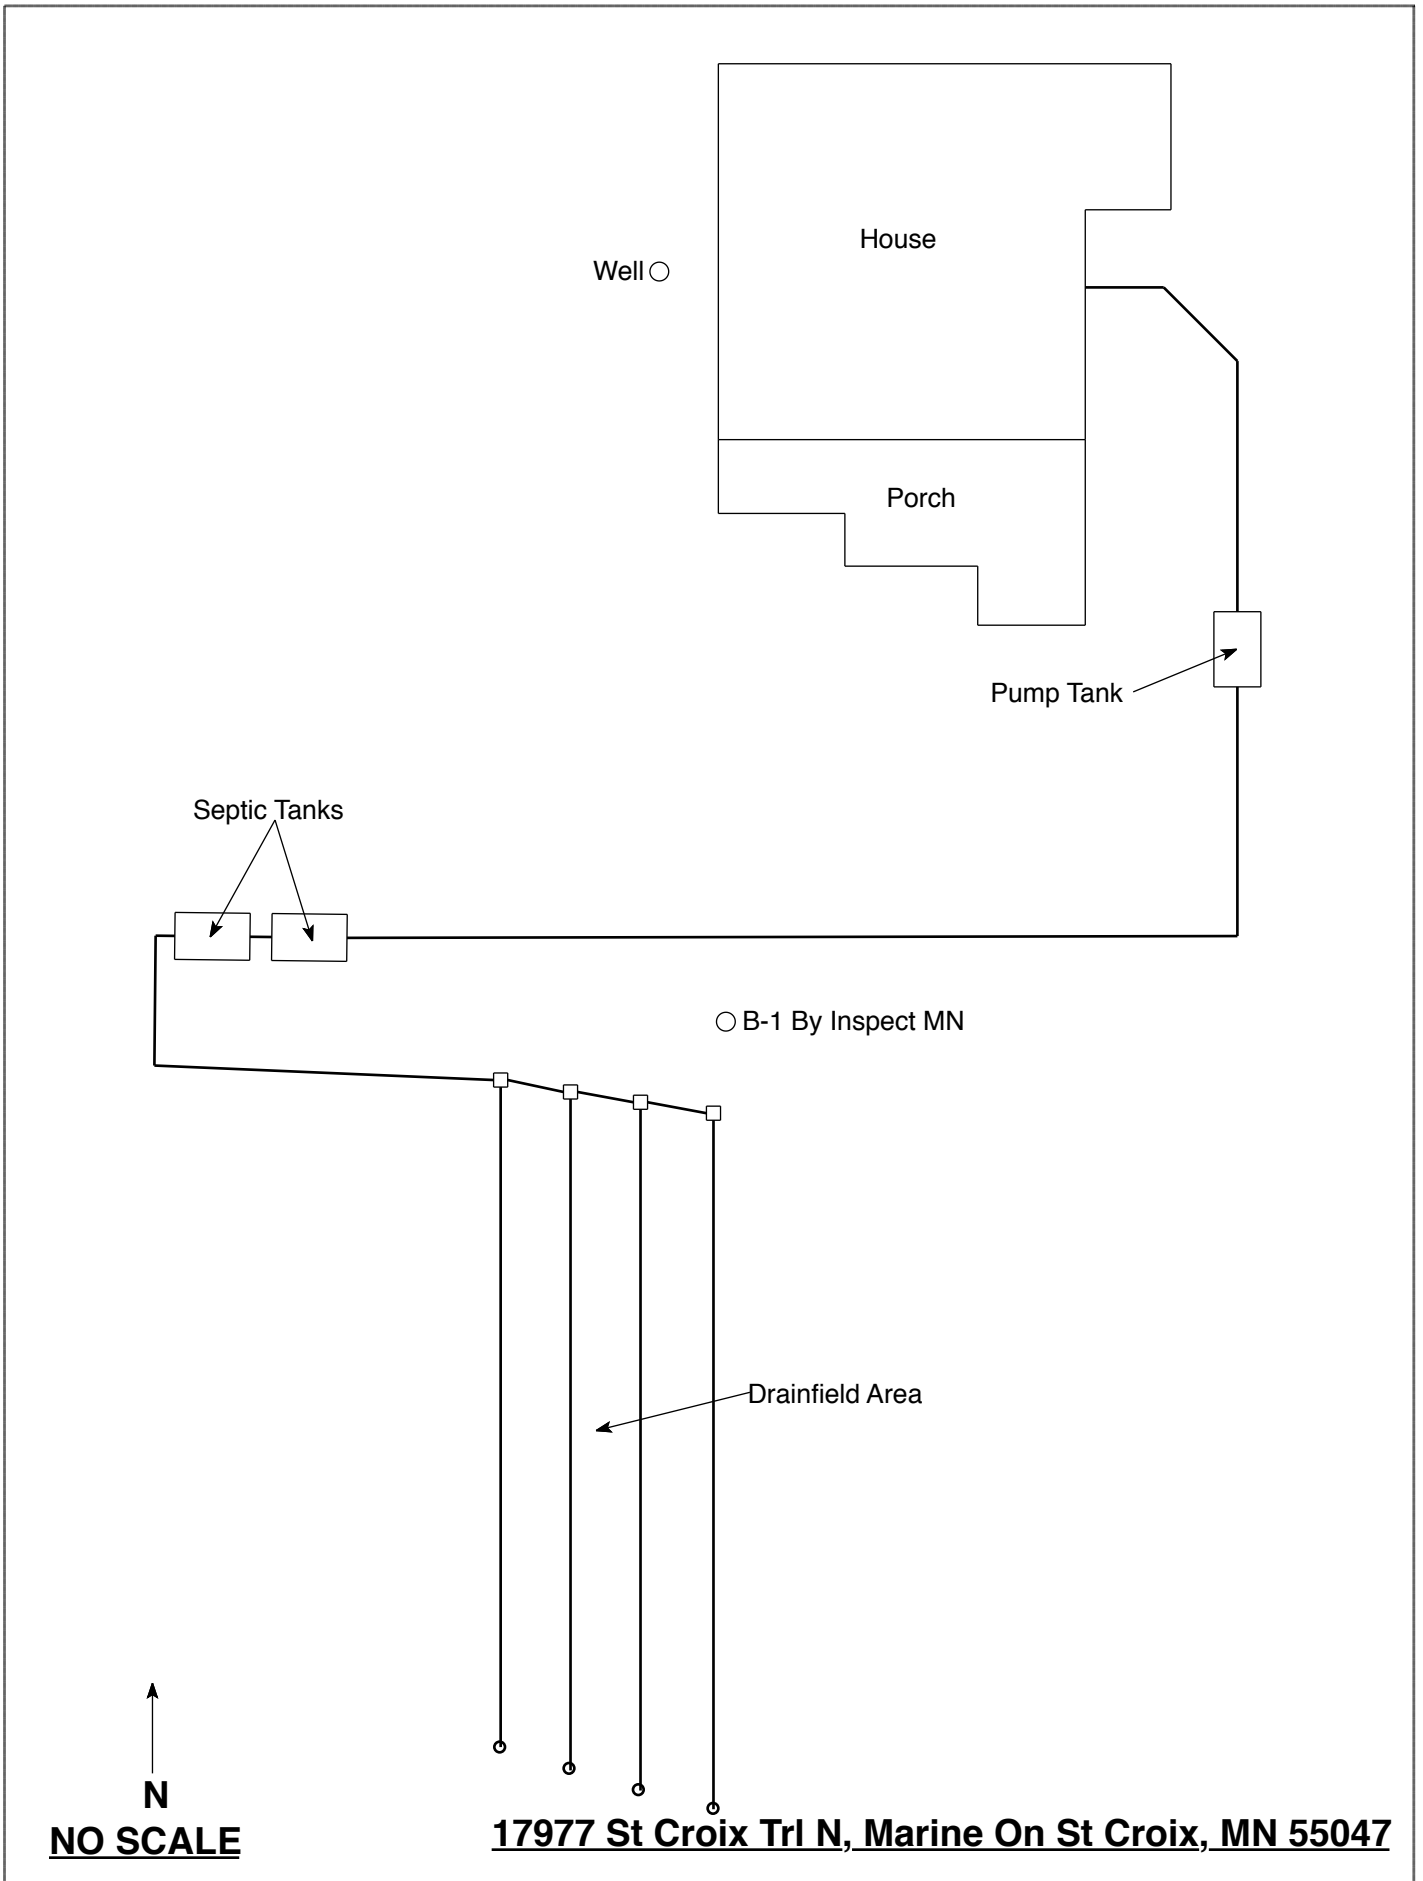 House
Well
Porch
Pump Tank
Septic Tanks
B-1 By Inspect MN
Drainfield Area
N
NO SCALE
17977 St Croix Trl N, Marine On St Croix, MN 55047